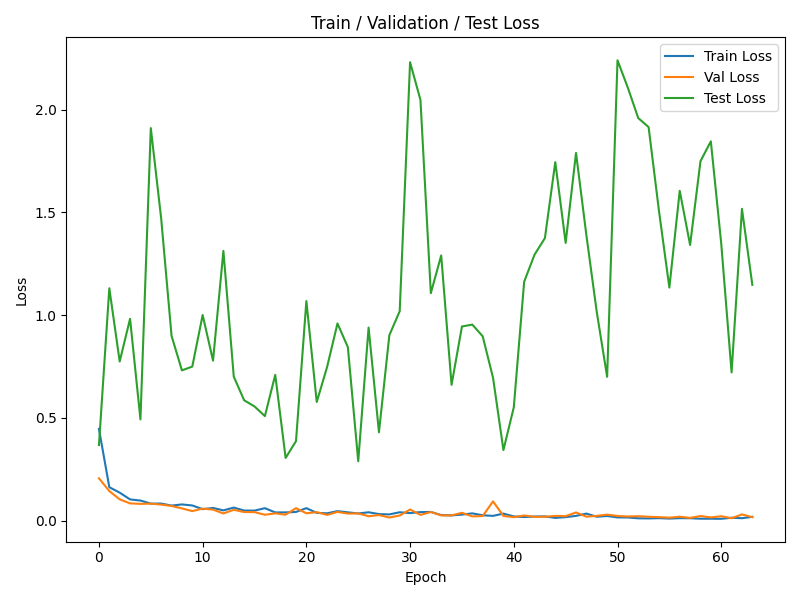 Train / Validation / Test Loss
Train Loss
Val Loss
Test Loss
2.0
1.5
1.0
0.5
0.0
Loss
0 10 20 30 40 50 60
Epoch